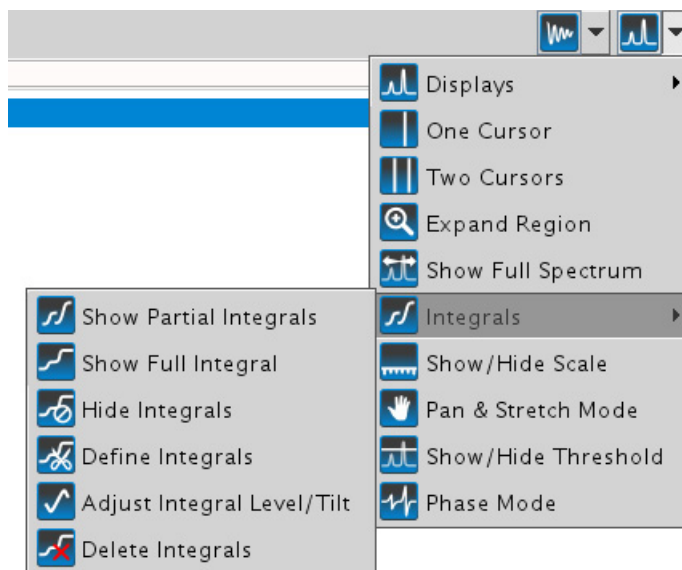 Displays
One Cursor
Two Cursors
Expand Region
Show Full Spectrum
Integrals
Show/Hide Scale
Pan & Stretch Mode
Show/Hide Threshold
Phase Mode
Show Partial Integrals
Show Full Integral
Hide Integrals
Define Integrals
Adjust Integral Level/Tilt
Delete Integrals